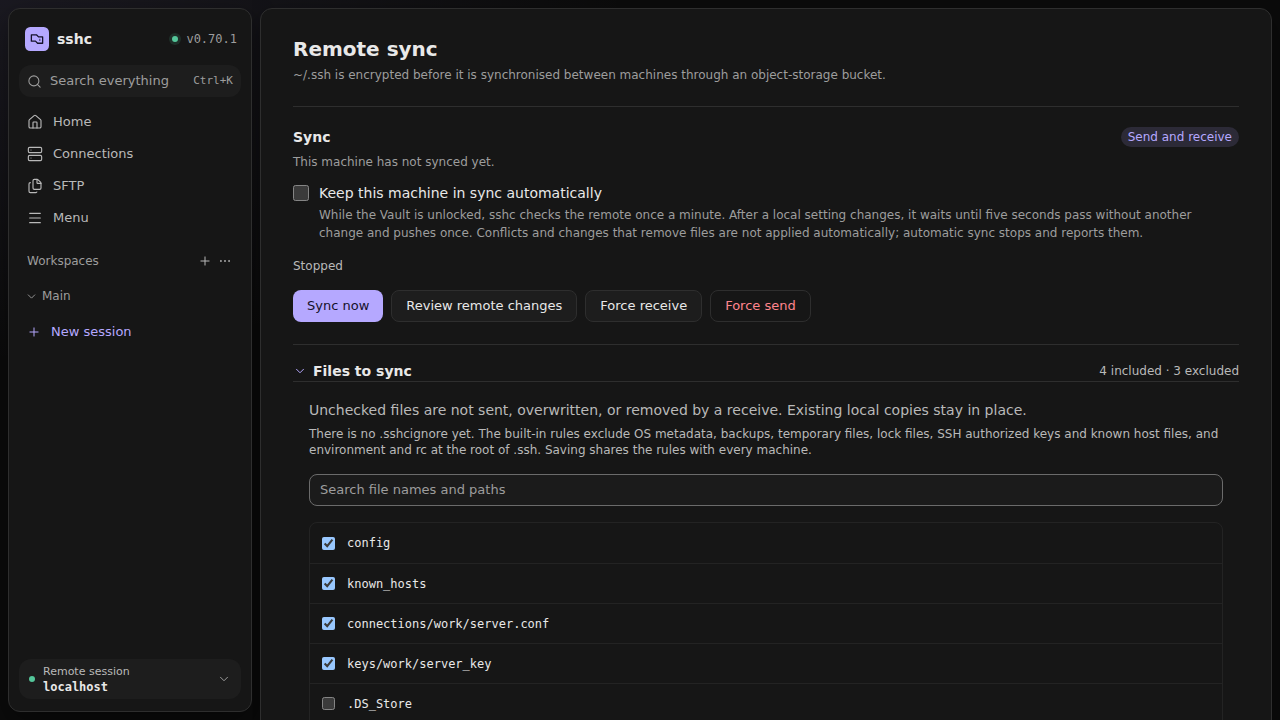 sshc
v0.70.1
Search everything
Ctrl+K
Home
Connections
SFTP
Menu
Workspaces
Main
New session
Remote session
localhost
Remote sync
~/.ssh is encrypted before it is synchronised between machines through an object-storage bucket.
Sync
Send and receive
This machine has not synced yet.
Keep this machine in sync automatically
While the Vault is unlocked, sshc checks the remote once a minute. After a local setting changes, it waits until five seconds pass without another
change and pushes once. Conflicts and changes that remove files are not applied automatically; automatic sync stops and reports them.
Stopped
Sync now
Review remote changes
Force receive
Force send
Files to sync
4 included · 3 excluded
Unchecked files are not sent, overwritten, or removed by a receive. Existing local copies stay in place.
There is no .sshcignore yet. The built-in rules exclude OS metadata, backups, temporary files, lock files, SSH authorized keys and known host files, and
environment and rc at the root of .ssh. Saving shares the rules with every machine.
Search file names and paths
config
known_hosts
connections/work/server.conf
keys/work/server_key
.DS_Store